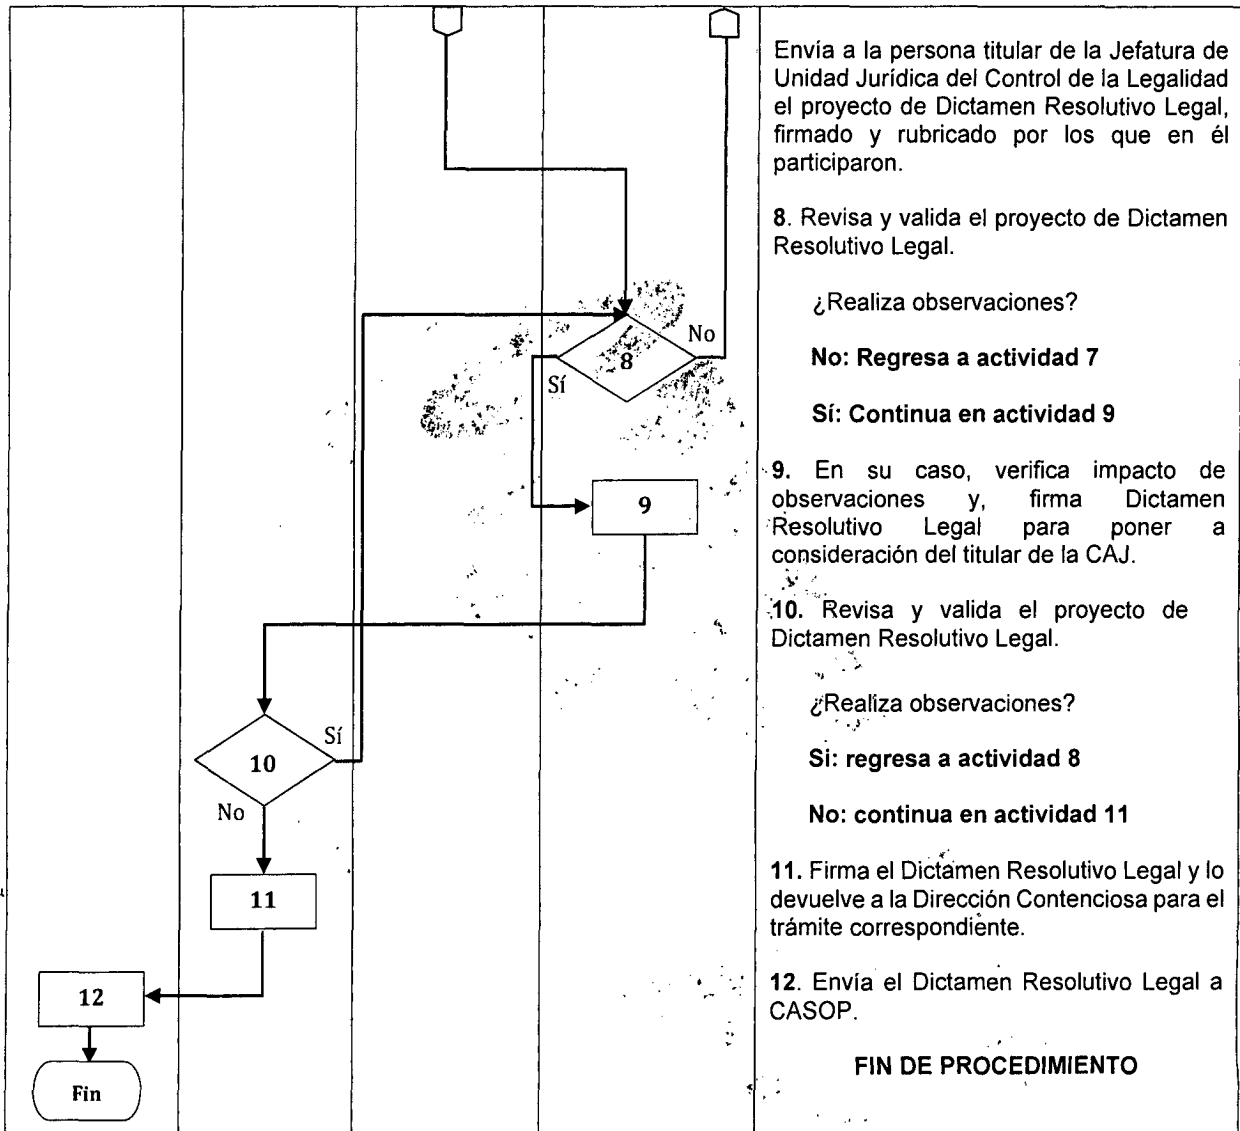 Envía a la persona titular de la Jefatura de
Unidad Jurídica del Control de la Legalidad
el proyecto de Dictamen Resolutivo Legal,
firmado y rubricado por los que en él
participaron.
8. Revisa y valida el proyecto de Dictamen
Resolutivo Legal.
¿Realiza observaciones?
No: Regresa a actividad 7
Sí: Continua en actividad 9
9. En su caso, verifica impacto de
observaciones y, firma Dictamen
Resolutivo Legal para poner a
consideración del titular de la CAJ.
10. Revisa y valida el proyecto de
Dictamen Resolutivo Legal.
¿Realiza observaciones?
Si: regresa a actividad 8
No: continua en actividad 11
11. Firma el Dictamen Resolutivo Legal y lo
devuelve a la Dirección Contenciosa para el
trámite correspondiente.
12. Envía el Dictamen Resolutivo Legal a
CASOP.
FIN DE PROCEDIMIENTO
No
8
Sí
9
Sí
10
No
11
12
Fin